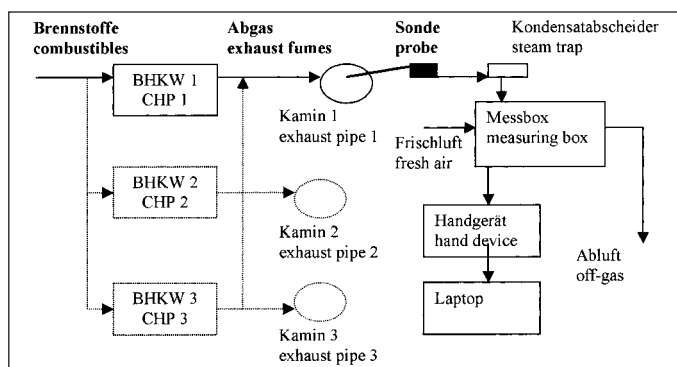 Brennstoffe
combustibles
Abgas
exhaust fumes
Sonde
probe
Kondensatabscheider
steam trap
BHKW 1
CHP 1
Kamin 1
exhaust pipe 1
Messbox
measuring box
Frischluft
fresh air
BHKW 2
CHP 2
Kamin 2
exhaust pipe 2
Handgerät
hand device
Abluft
off-gas
BHKW 3
CHP 3
Kamin 3
exhaust pipe 3
Laptop